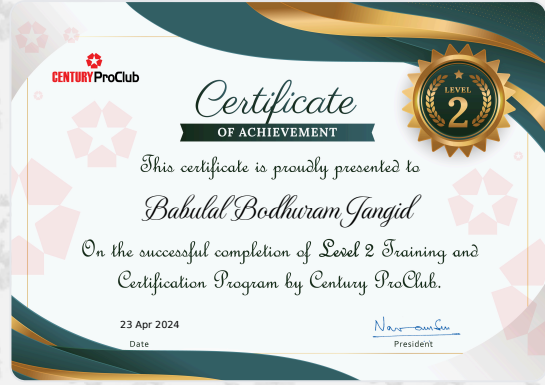 CENTURY ProClub
LEVEL
2
Certificate
OF ACHIEVEMENT
This certificate is proudly presented to
Babulal Bodhuram Jangid
On the successful completion of Level 2 Training and
Certification Program by Century ProClub.
23 Apr 2024
Date
President